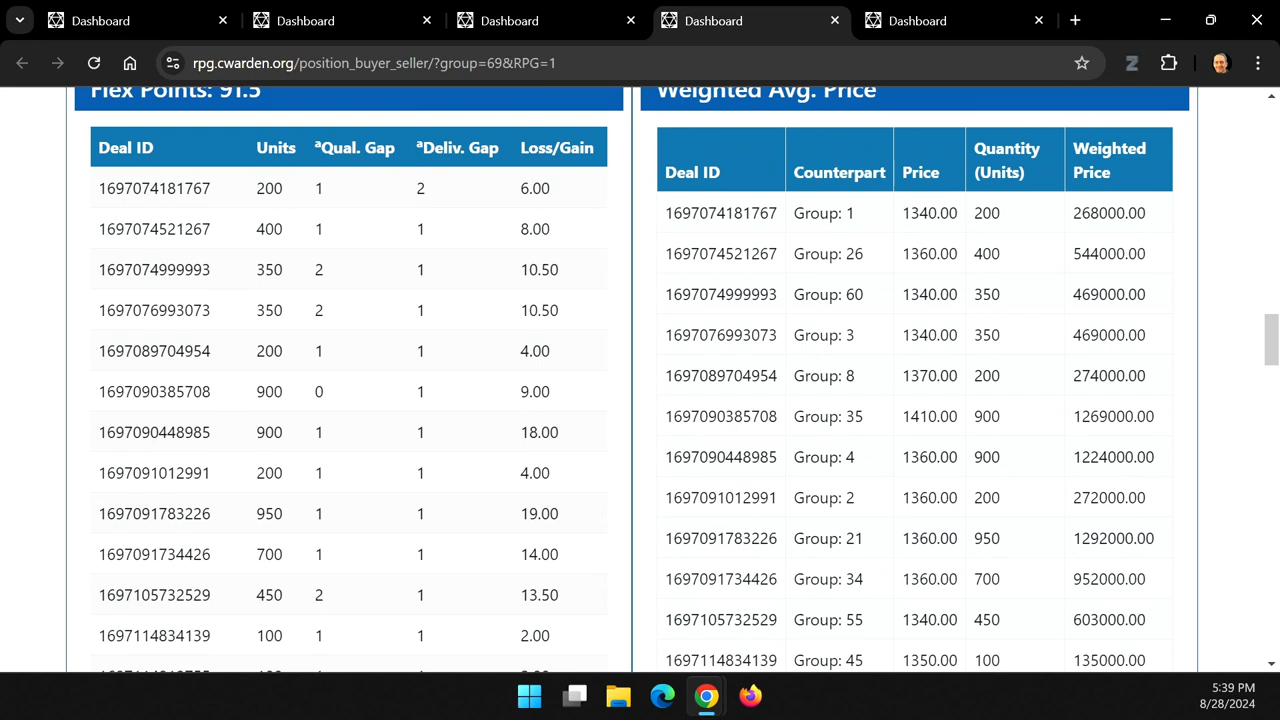 Dashboard
Dashboard
Dashboard
Dashboard
Dashboard
rpg.cwarden.org/position_buyer_seller/?group=69&RPG=1
Flex Points: 91.5
Deal ID Units ªQual. Gap ªDeliv. Gap Loss/Gain
1697074181767 200 1 2 6.00
1697074521267 400 1 1 8.00
1697074999993 350 2 1 10.50
1697076993073 350 2 1 10.50
1697089704954 200 1 1 4.00
1697090385708 900 0 1 9.00
1697090448985 900 1 1 18.00
1697091012991 200 1 1 4.00
1697091783226 950 1 1 19.00
1697091734426 700 1 1 14.00
1697105732529 450 2 1 13.50
1697114834139 100 1 1 2.00
Weighted Avg. Price
Deal ID Counterpart Price Quantity (Units) Weighted Price
1697074181767 Group: 1 1340.00 200 268000.00
1697074521267 Group: 26 1360.00 400 544000.00
1697074999993 Group: 60 1340.00 350 469000.00
1697076993073 Group: 3 1340.00 350 469000.00
1697089704954 Group: 8 1370.00 200 274000.00
1697090385708 Group: 35 1410.00 900 1269000.00
1697090448985 Group: 4 1360.00 900 1224000.00
1697091012991 Group: 2 1360.00 200 272000.00
1697091783226 Group: 21 1360.00 950 1292000.00
1697091734426 Group: 34 1360.00 700 952000.00
1697105732529 Group: 55 1340.00 450 603000.00
1697114834139 Group: 45 1350.00 100 135000.00
5:39 PM
8/28/2024